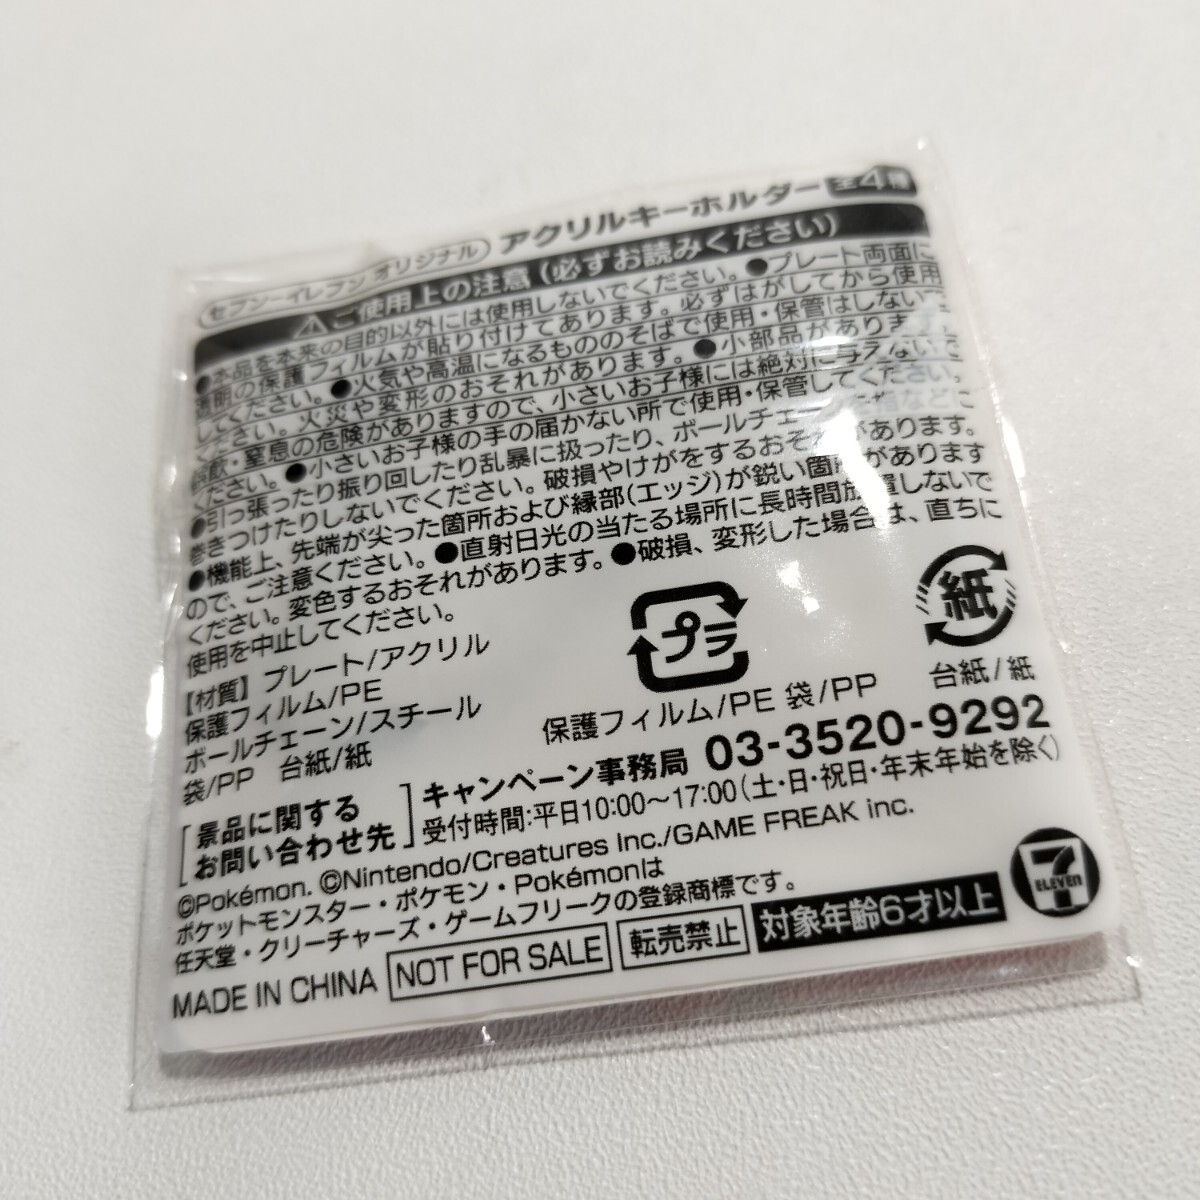 セブン-イレブン オリジナル アクリルキーホルダー 全4種
ご使用上の注意(必ずお読みください)
●本品を本来の目的以外には使用しないでください。●プレート両面に
透明の保護フィルムが貼り付けてあります。必ずはがしてから使用
してください。●火気や高温になるもののそばで使用・保管はしないで
ください。火災や変形のおそれがあります。●小部品があります。
誤飲・窒息の危険がありますので、小さいお子様には絶対に与えないで
ください。●小さいお子様の手の届かない所で使用・保管してください。
●引っ張ったり振り回したり乱暴に扱ったり、ボールチェーンを指などに
巻きつけたりしないでください。破損やけがをするおそれがあります。
●機能上、先端が尖った箇所および縁部(エッジ)が鋭い箇所があります
ので、ご注意ください。●直射日光の当たる場所に長時間放置しないで
ください。変色するおそれがあります。●破損、変形した場合は、直ちに
使用を中止してください。
【材質】プレート/アクリル
保護フィルム/PE
ボールチェーン/スチール
袋/PP 台紙/紙
プラ
保護フィルム/PE 袋/PP
紙
台紙/紙
[景品に関する
お問い合わせ先]
キャンペーン事務局 03-3520-9292
受付時間:平日10:00〜17:00(土・日・祝日・年末年始を除く)
©Pokémon. ©Nintendo/Creatures Inc./GAME FREAK inc.
ポケットモンスター・ポケモン・Pokémonは
任天堂・クリーチャーズ・ゲームフリークの登録商標です。
MADE IN CHINA NOT FOR SALE 転売禁止 対象年齢6才以上
7 ELEVEN